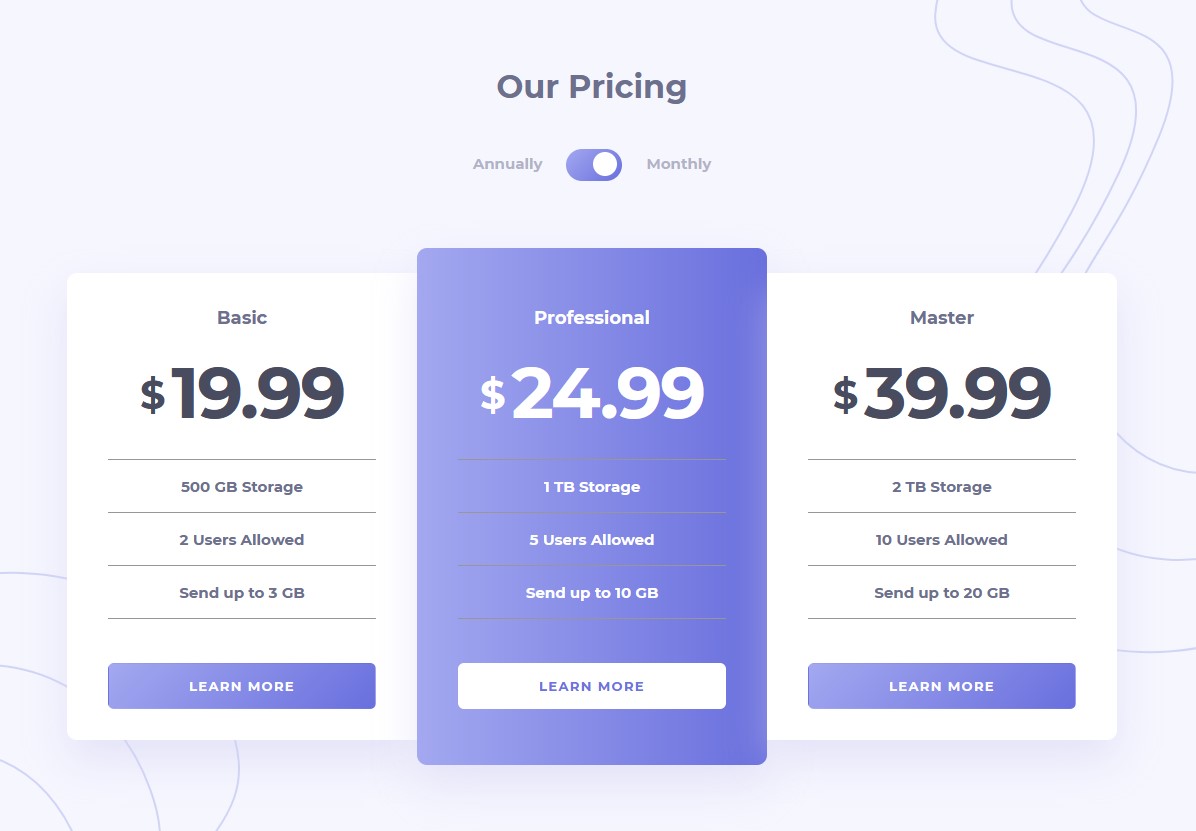 Our Pricing
Annually Monthly
Basic
$19.99
500 GB Storage
2 Users Allowed
Send up to 3 GB
LEARN MORE
Professional
$24.99
1 TB Storage
5 Users Allowed
Send up to 10 GB
LEARN MORE
Master
$39.99
2 TB Storage
10 Users Allowed
Send up to 20 GB
LEARN MORE